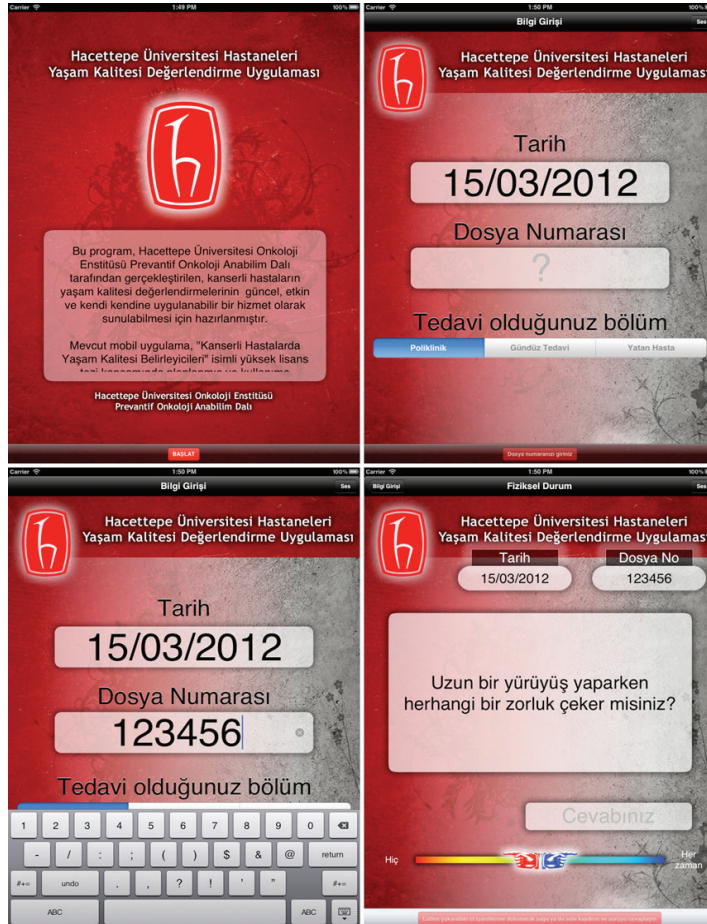 Carrier 1:49 PM 100%
Hacettepe Üniversitesi Hastaneleri
Yaşam Kalitesi Değerlendirme Uygulaması
Bu program, Hacettepe Üniversitesi Onkoloji
Enstitüsü Prevantif Onkoloji Anabilim Dalı
tarafından gerçekleştirilen, kanserli hastaların
yaşam kalitesi değerlendirmelerinin güncel, etkin
ve kendi kendine uygulanabilir bir hizmet olarak
sunulabilmesi için hazırlanmıştır.
Mevcut mobil uygulama, "Kanserli Hastalarda
Yaşam Kalitesi Belirleyicileri" isimli yüksek lisans
Hacettepe Üniversitesi Onkoloji Enstitüsü
Prevantif Onkoloji Anabilim Dalı
BAŞLAT
Carrier 1:50 PM 100%
Bilgi Girişi Ses
Hacettepe Üniversitesi Hastaneleri
Yaşam Kalitesi Değerlendirme Uygulaması
Tarih
15/03/2012
Dosya Numarası
?
Tedavi olduğunuz bölüm
Poliklinik Gündüz Tedavi Yatan Hasta
Dosya numaranızı giriniz
Carrier 1:50 PM 100%
Bilgi Girişi Ses
Hacettepe Üniversitesi Hastaneleri
Yaşam Kalitesi Değerlendirme Uygulaması
Tarih
15/03/2012
Dosya Numarası
123456
Tedavi olduğunuz bölüm
1 2 3 4 5 6 7 8 9 0
- / : ; ( ) $ & @ return
#+= undo . , ? ! ' " #+=
ABC ABC
Carrier 1:50 PM 100%
Bilgi Girişi Fiziksel Durum Ses
Hacettepe Üniversitesi Hastaneleri
Yaşam Kalitesi Değerlendirme Uygulaması
Tarih Dosya No
15/03/2012 123456
Uzun bir yürüyüş yaparken
herhangi bir zorluk çeker misiniz?
Cevabınız
Hiç Her
zaman